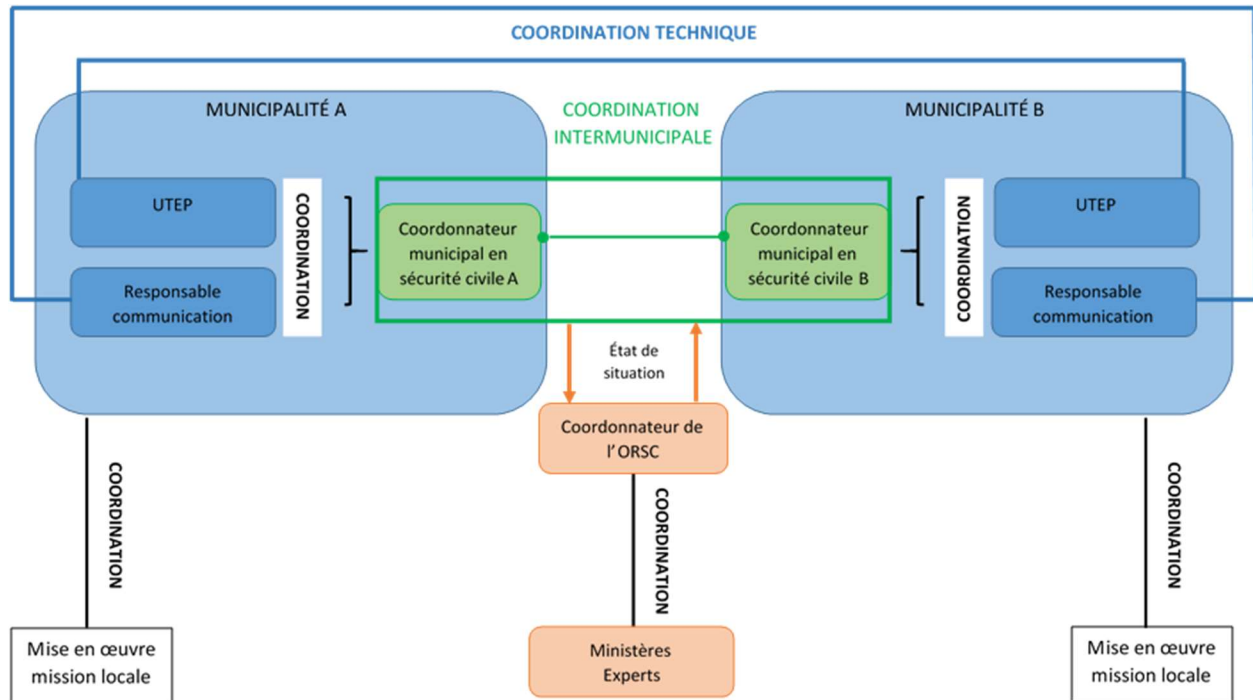 COORDINATION TECHNIQUE
MUNICIPALITÉ A
COORDINATION
INTERMUNICIPALE
MUNICIPALITÉ B
UTEP
Responsable
communication
COORDINATION
Coordonnateur
municipal en
sécurité civile A
Coordonnateur
municipal en
sécurité civile B
COORDINATION
UTEP
Responsable
communication
État de
situation
Coordonnateur de
l'ORSC
COORDINATION
COORDINATION
COORDINATION
Mise en œuvre
mission locale
Ministères
Experts
Mise en œuvre
mission locale